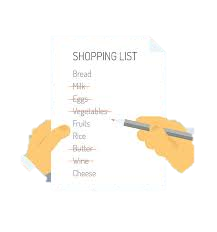 SHOPPING LIST
Bread
Milk
Eggs
Vegetables
Fruits
Rice
Butter
Wine
Cheese